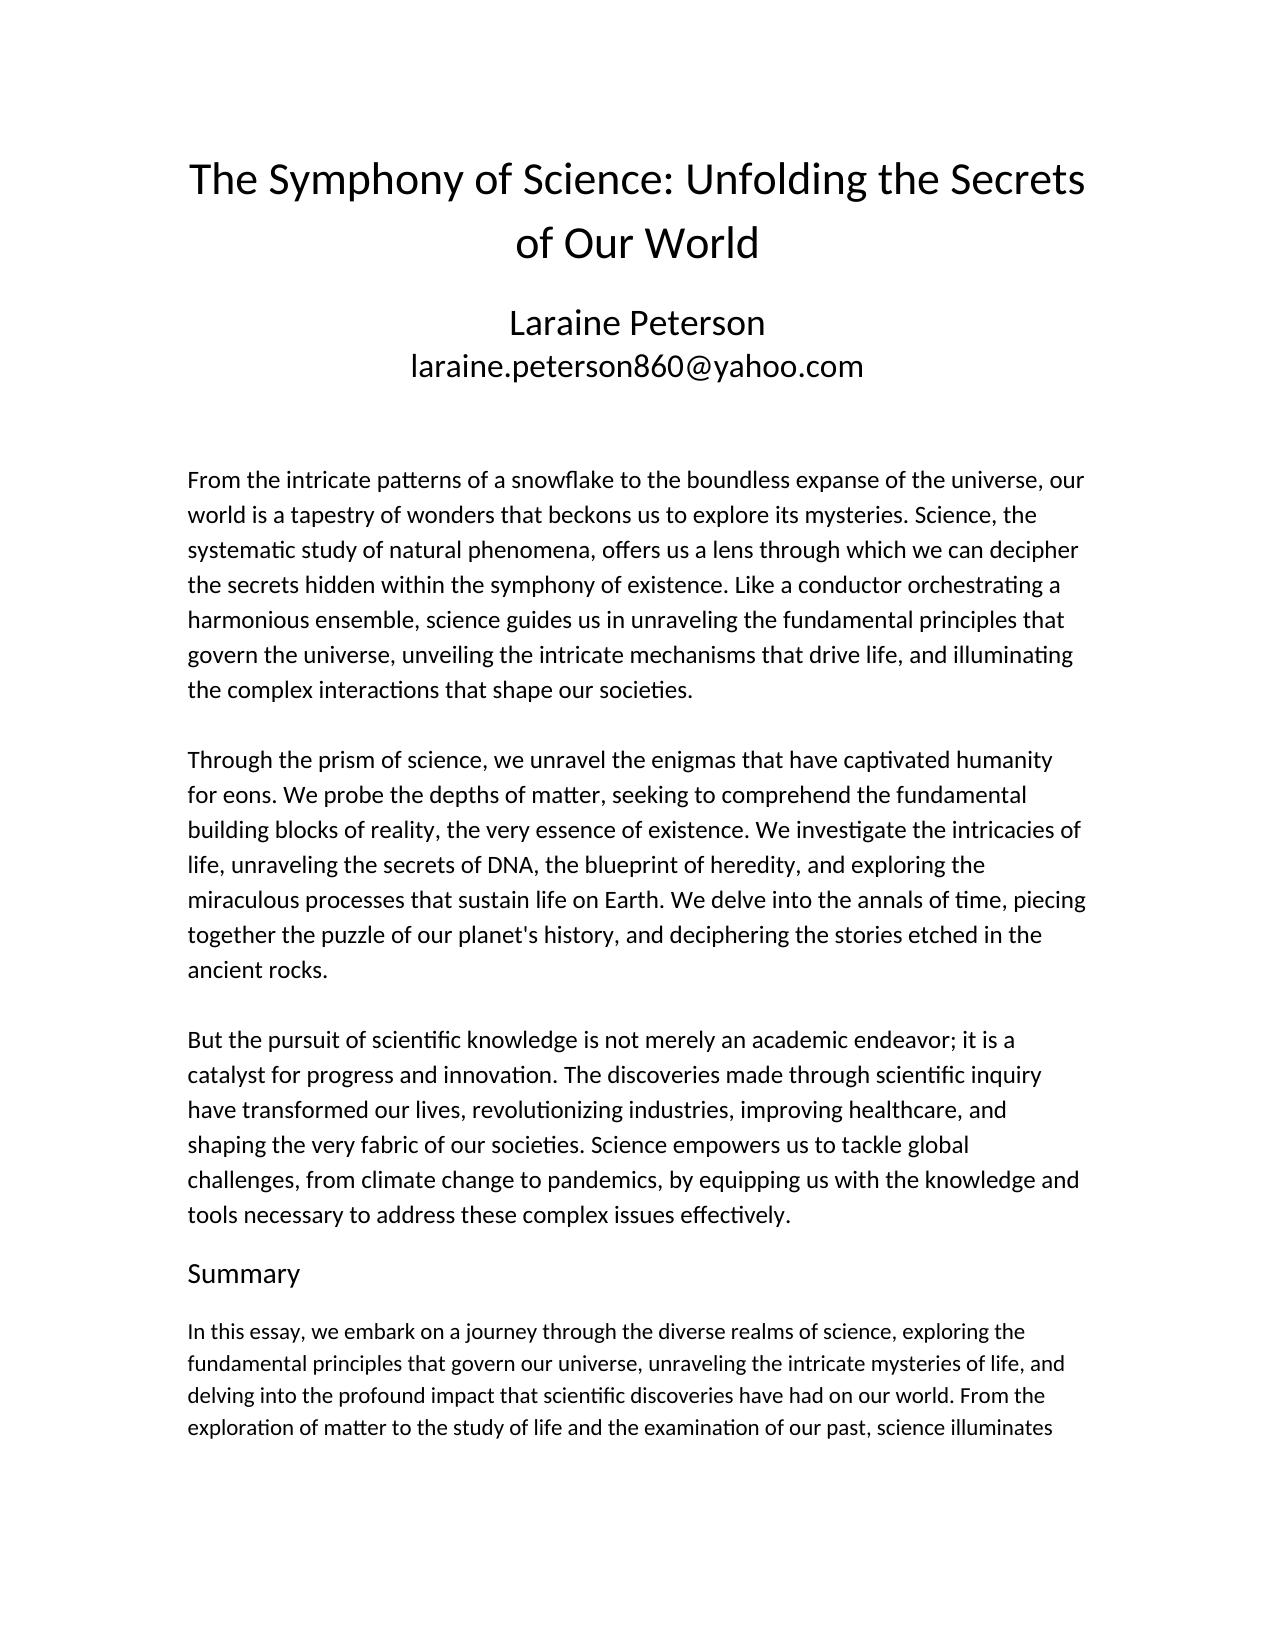 The Symphony of Science: Unfolding the Secrets
of Our World
Laraine Peterson
laraine.peterson860@yahoo.com
From the intricate patterns of a snowflake to the boundless expanse of the universe, our
world is a tapestry of wonders that beckons us to explore its mysteries. Science, the
systematic study of natural phenomena, offers us a lens through which we can decipher
the secrets hidden within the symphony of existence. Like a conductor orchestrating a
harmonious ensemble, science guides us in unraveling the fundamental principles that
govern the universe, unveiling the intricate mechanisms that drive life, and illuminating
the complex interactions that shape our societies.
Through the prism of science, we unravel the enigmas that have captivated humanity
for eons. We probe the depths of matter, seeking to comprehend the fundamental
building blocks of reality, the very essence of existence. We investigate the intricacies of
life, unraveling the secrets of DNA, the blueprint of heredity, and exploring the
miraculous processes that sustain life on Earth. We delve into the annals of time, piecing
together the puzzle of our planet's history, and deciphering the stories etched in the
ancient rocks.
But the pursuit of scientific knowledge is not merely an academic endeavor; it is a
catalyst for progress and innovation. The discoveries made through scientific inquiry
have transformed our lives, revolutionizing industries, improving healthcare, and
shaping the very fabric of our societies. Science empowers us to tackle global
challenges, from climate change to pandemics, by equipping us with the knowledge and
tools necessary to address these complex issues effectively.
Summary
In this essay, we embark on a journey through the diverse realms of science, exploring the
fundamental principles that govern our universe, unraveling the intricate mysteries of life, and
delving into the profound impact that scientific discoveries have had on our world. From the
exploration of matter to the study of life and the examination of our past, science illuminates